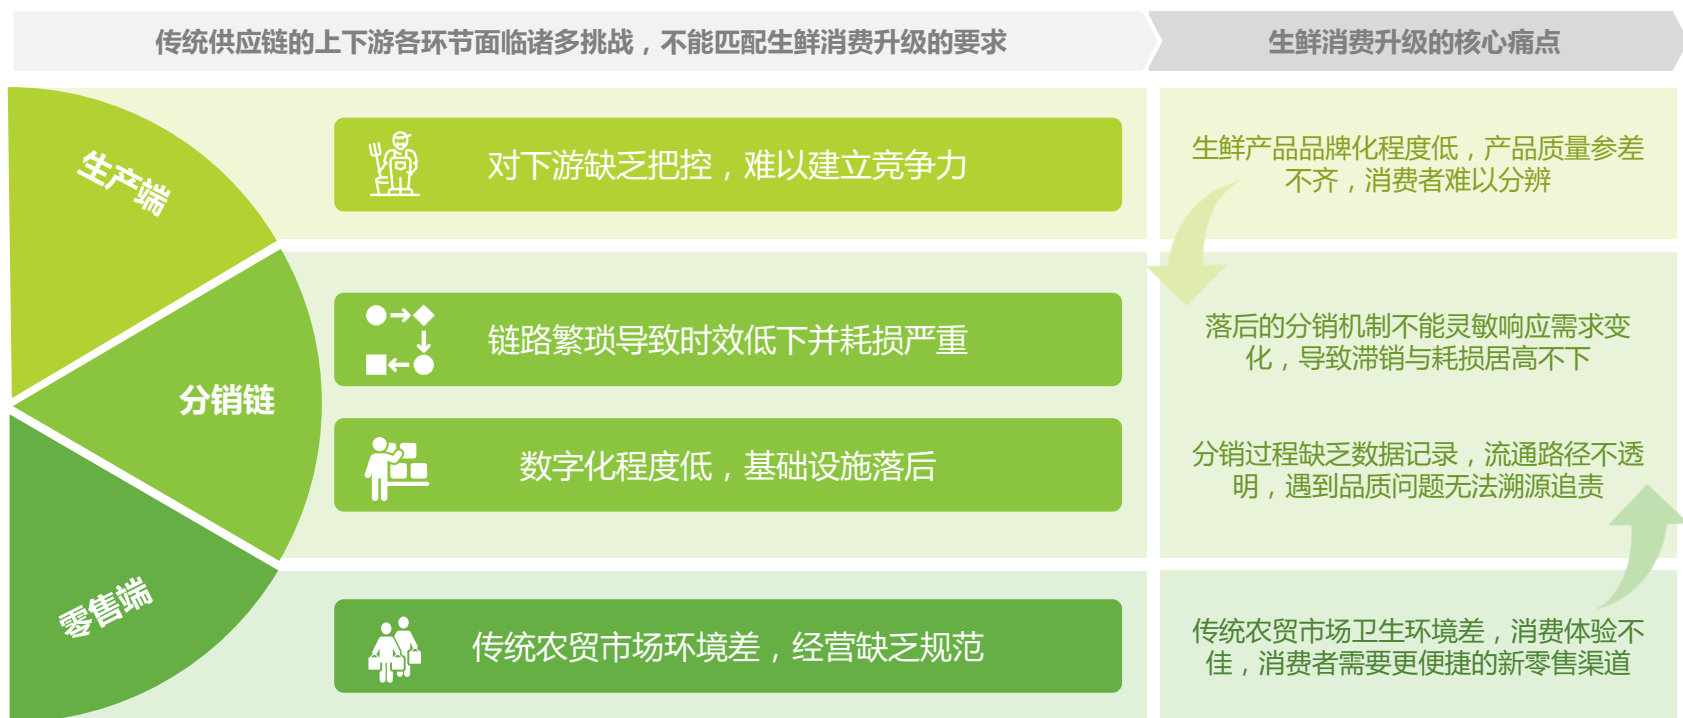 传统供应链的上下游各环节面临诸多挑战，不能匹配生鲜消费升级的要求
生鲜消费升级的核心痛点
生产端
对下游缺乏把控，难以建立竞争力
生鲜产品品牌化程度低，产品质量参差
不齐，消费者难以分辨
分销链
链路繁琐导致时效低下并耗损严重
落后的分销机制不能灵敏响应需求变
化，导致滞销与耗损居高不下
数字化程度低，基础设施落后
分销过程缺乏数据记录，流通路径不透
明，遇到品质问题无法溯源追责
零售端
传统农贸市场环境差，经营缺乏规范
传统农贸市场卫生环境差，消费体验不
佳，消费者需要更便捷的新零售渠道